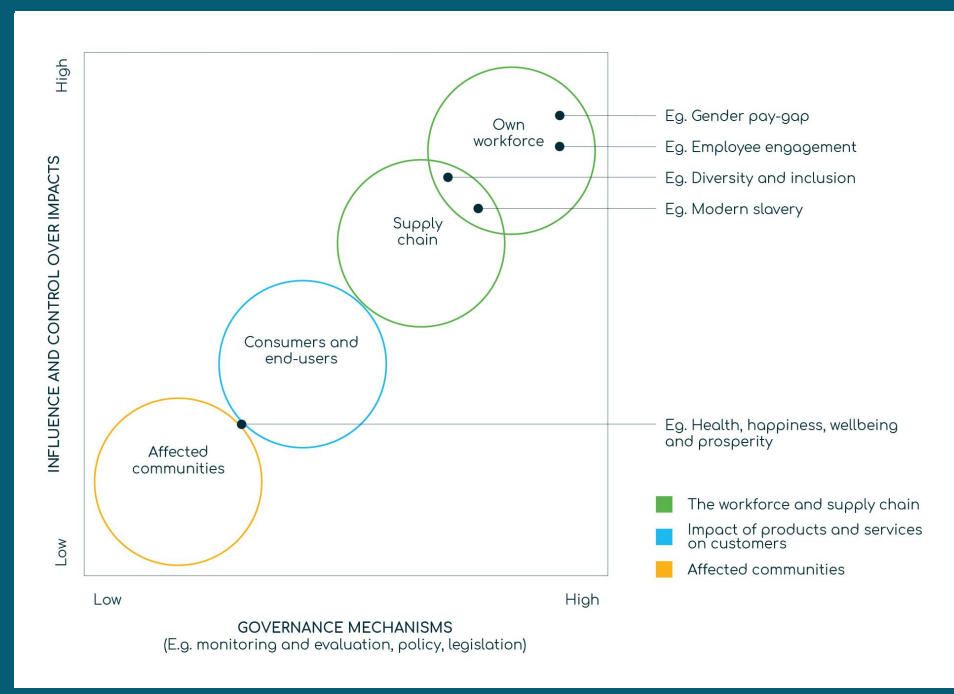 High
INFLUENCE AND CONTROL OVER IMPACTS
Low
Own
workforce
Supply
chain
Consumers and
end-users
Affected
communities
Eg. Gender pay-gap
Eg. Employee engagement
Eg. Diversity and inclusion
Eg. Modern slavery
Eg. Health, happiness, wellbeing
and prosperity
The workforce and supply chain
Impact of products and services
on customers
Affected communities
Low
High
GOVERNANCE MECHANISMS
(E.g. monitoring and evaluation, policy, legislation)